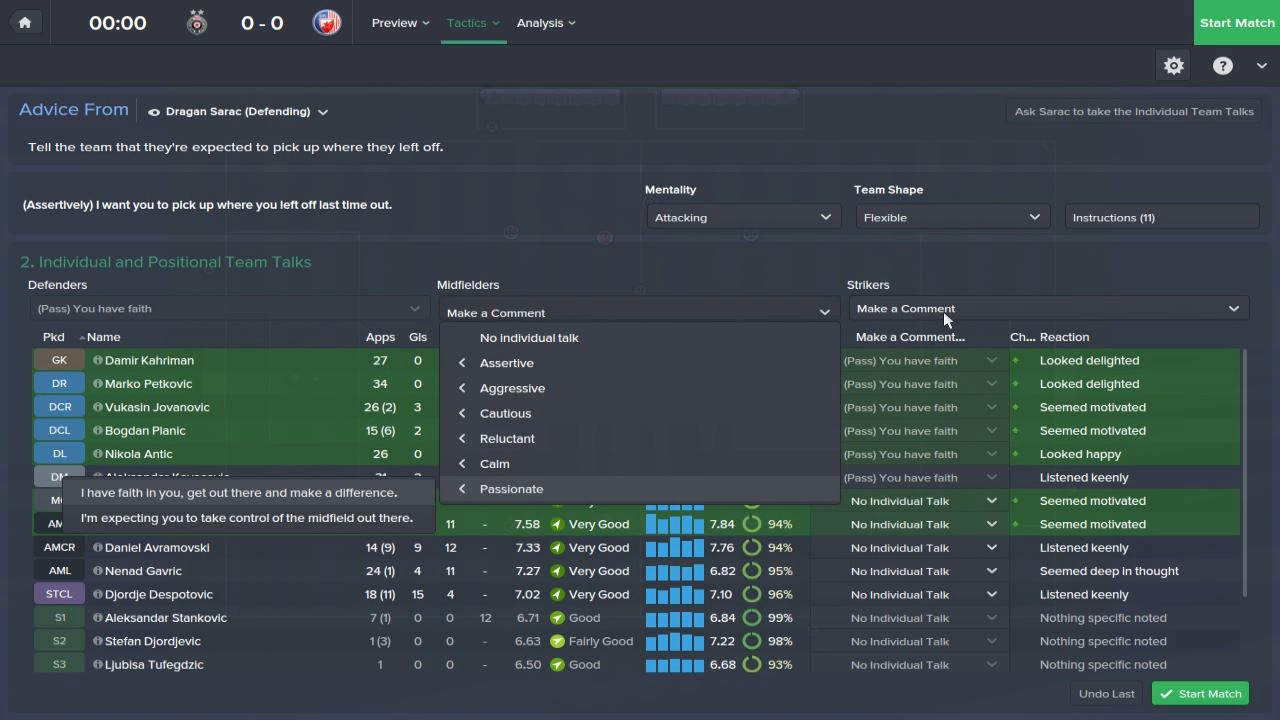 00:00 0 - 0 Preview Tactics Analysis Start Match
?
Advice From Dragan Sarac (Defending) Ask Sarac to take the Individual Team Talks
Tell the team that they're expected to pick up where they left off.
Mentality Team Shape
(Assertively) I want you to pick up where you left off last time out.
Attacking Flexible Instructions (11)
2. Individual and Positional Team Talks
Defenders Midfielders Strikers
(Pass) You have faith Make a Comment Make a Comment
Pkd Name Apps Gls Make a Comment... Ch... Reaction
No individual talk
GK Damir Kahriman 27 0 (Pass) You have faith Looked delighted
Assertive
DR Marko Petkovic 34 0 (Pass) You have faith Looked delighted
Aggressive
DCR Vukasin Jovanovic 26 (2) 3 (Pass) You have faith Seemed motivated
Cautious
DCL Bogdan Planic 15 (6) 2 (Pass) You have faith Seemed motivated
Reluctant
DL Nikola Antic 26 0 (Pass) You have faith Looked happy
Calm
DM (Pass) You have faith Listened keenly
Passionate
I have faith in you, get out there and make a difference.
No Individual Talk Seemed motivated
I'm expecting you to take control of the midfield out there.
AM 11 - 7.58 Very Good 7.84 94% No Individual Talk Seemed motivated
AMCR Daniel Avramovski 14 (9) 9 12 - 7.33 Very Good 7.76 94% No Individual Talk Listened keenly
AML Nenad Gavric 24 (1) 4 11 - 7.27 Very Good 6.82 95% No Individual Talk Seemed deep in thought
STCL Djordje Despotovic 18 (11) 15 4 - 7.02 Very Good 7.10 96% No Individual Talk Listened keenly
S1 Aleksandar Stankovic 7 (1) 0 0 12 6.71 Good 6.84 99% No Individual Talk Nothing specific noted
S2 Stefan Djordjevic 1 (3) 0 0 - 6.63 Fairly Good 7.22 98% No Individual Talk Nothing specific noted
S3 Ljubisa Tufegdzic 1 0 0 - 6.50 Good 6.68 93% No Individual Talk Nothing specific noted
Undo Last Start Match